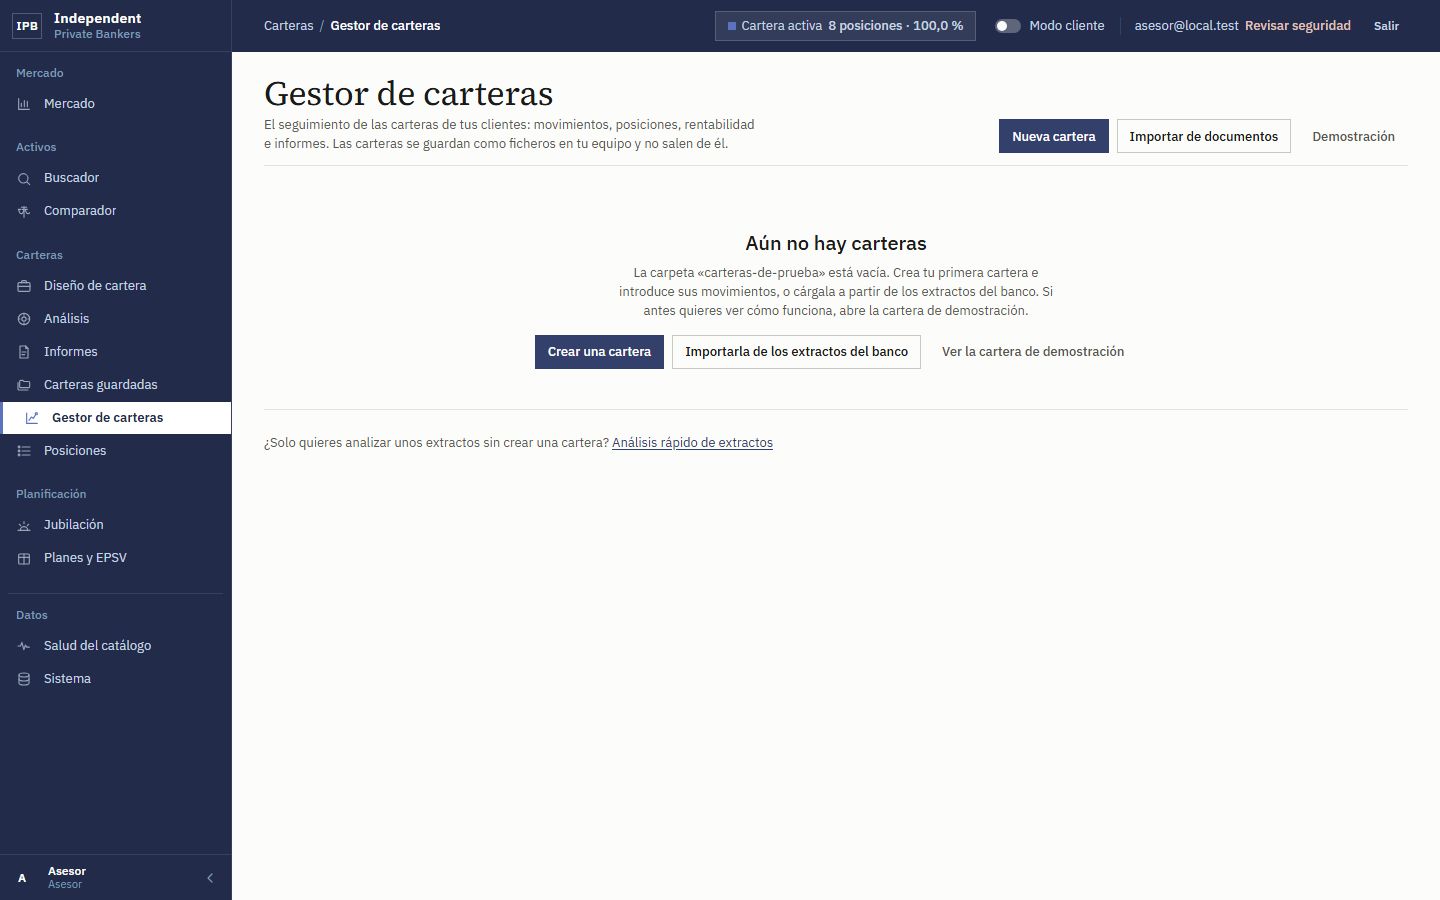 IPB
Independent
Private Bankers
Carteras / Gestor de carteras
Cartera activa 8 posiciones · 100,0 %
Modo cliente
asesor@local.test Revisar seguridad
Salir
Mercado
Mercado
Activos
Buscador
Comparador
Carteras
Diseño de cartera
Análisis
Informes
Carteras guardadas
Gestor de carteras
Posiciones
Planificación
Jubilación
Planes y EPSV
Datos
Salud del catálogo
Sistema
A
Asesor
Asesor
Gestor de carteras
El seguimiento de las carteras de tus clientes: movimientos, posiciones, rentabilidad
e informes. Las carteras se guardan como ficheros en tu equipo y no salen de él.
Nueva cartera
Importar de documentos
Demostración
Aún no hay carteras
La carpeta «carteras-de-prueba» está vacía. Crea tu primera cartera e
introduce sus movimientos, o cárgala a partir de los extractos del banco. Si
antes quieres ver cómo funciona, abre la cartera de demostración.
Crear una cartera
Importarla de los extractos del banco
Ver la cartera de demostración
¿Solo quieres analizar unos extractos sin crear una cartera? Análisis rápido de extractos